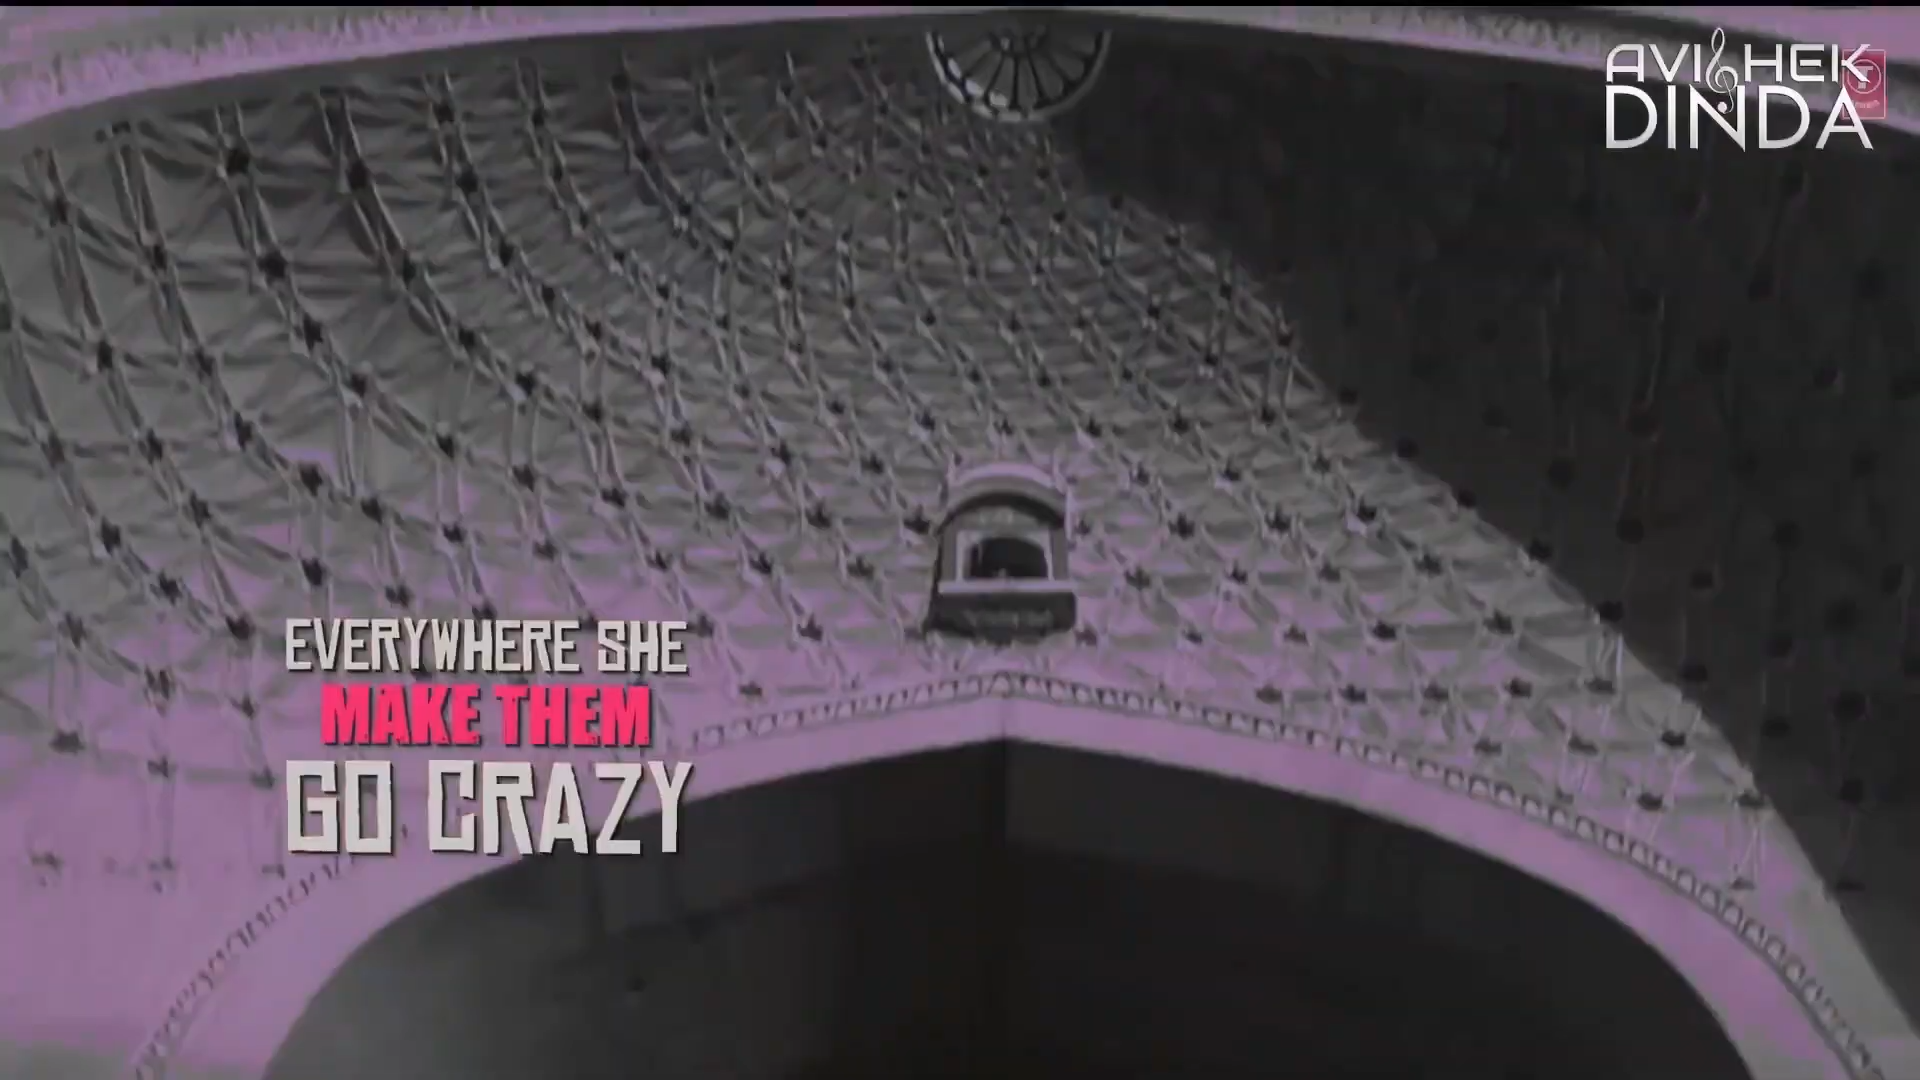 AVISHEK
DINDA
EVERYWHERE SHE
MAKE THEM
GO CRAZY